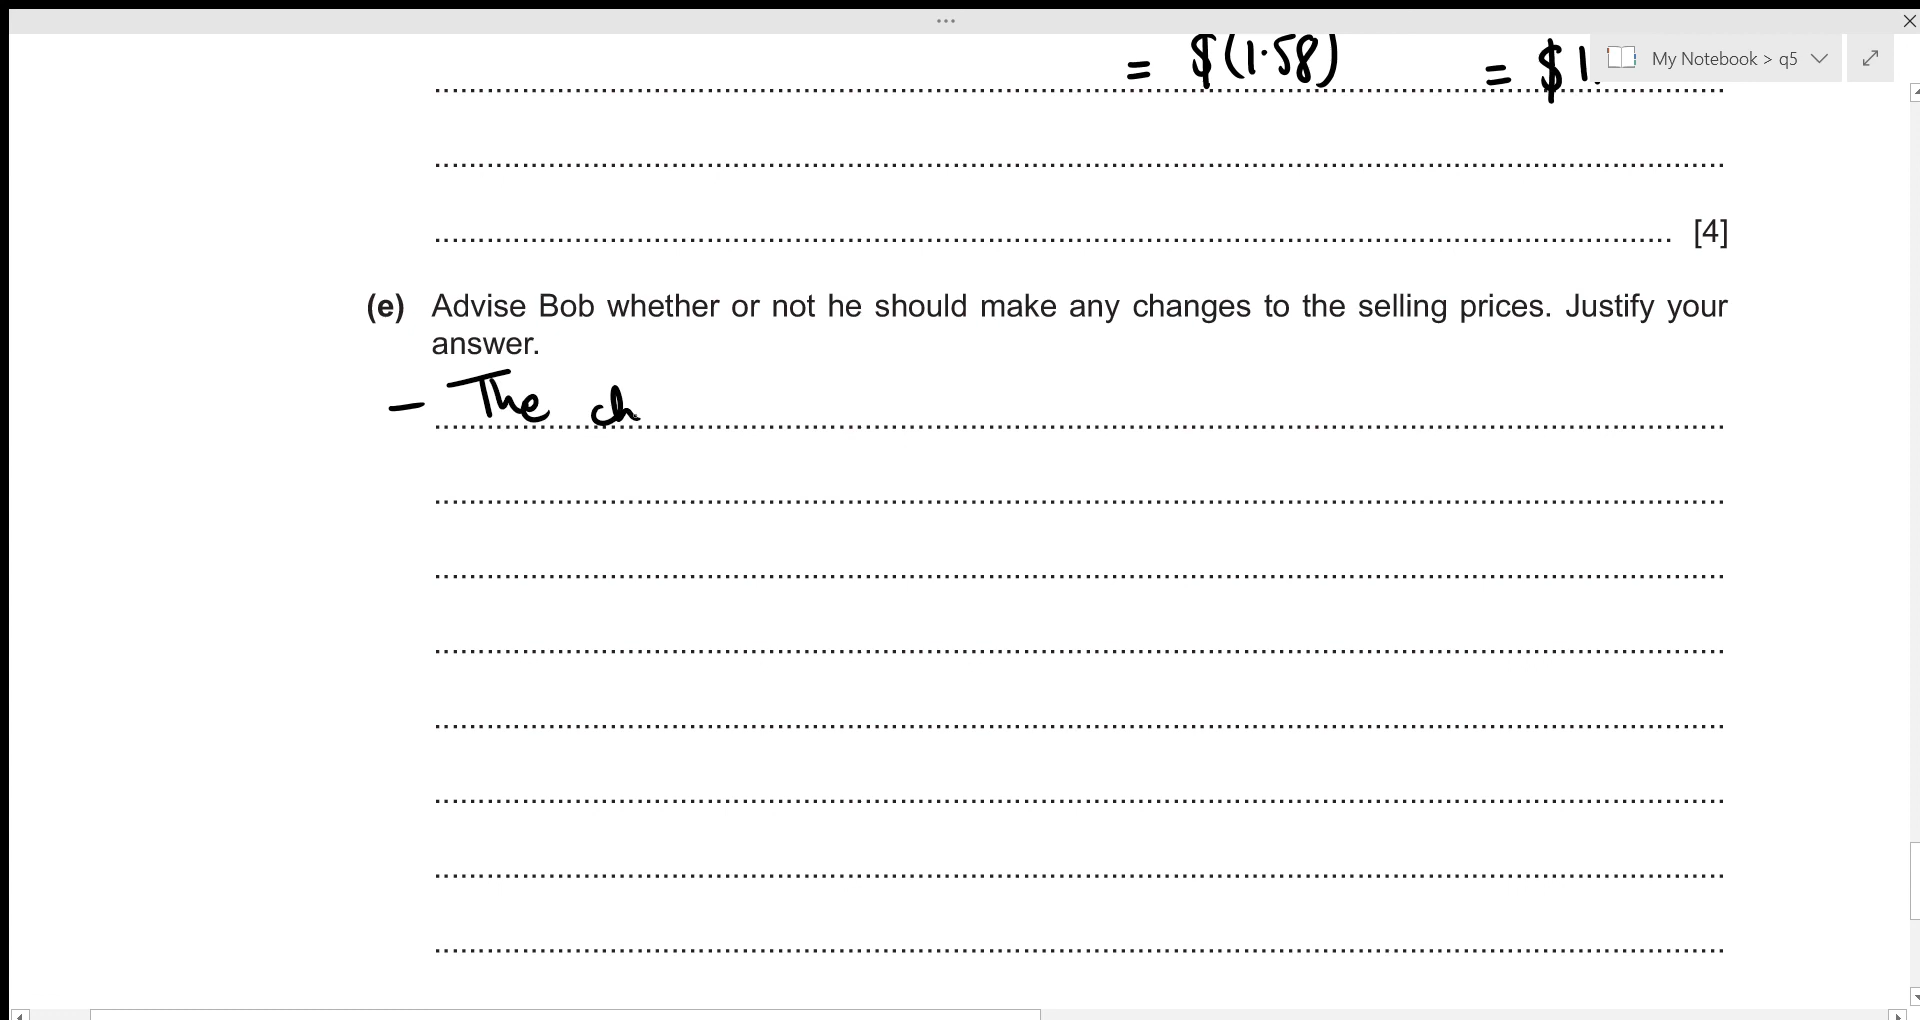 = $(1.58) = $1.
My Notebook > q5
[4]
(e) Advise Bob whether or not he should make any changes to the selling prices. Justify your
answer.
– The ch